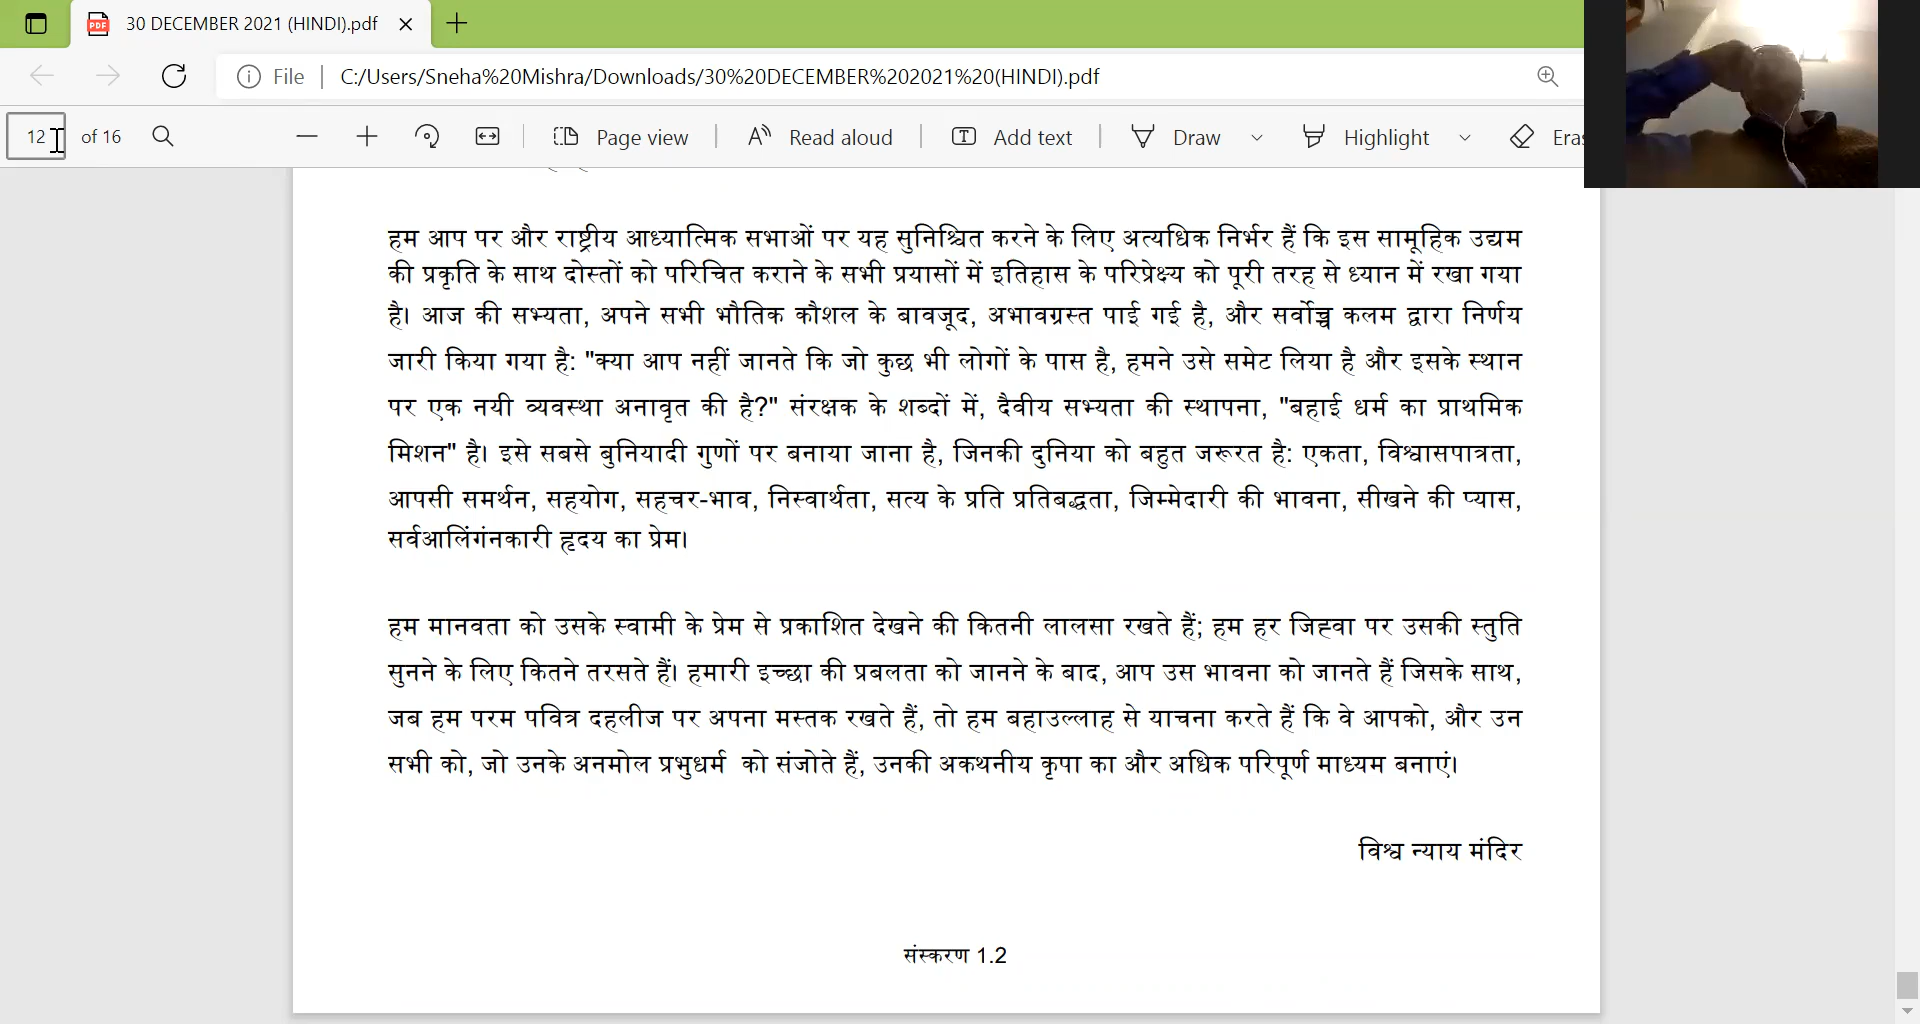 30 DECEMBER 2021 (HINDI).pdf
File
C:/Users/Sneha%20Mishra/Downloads/30%20DECEMBER%202021%20(HINDI).pdf
12 of 16 Page view Read aloud Add text Draw Highlight Eras
हम आप पर और राष्ट्रीय आध्यात्मिक सभाओं पर यह सुनिश्चित करने के लिए अत्यधिक निर्भर हैं कि इस सामूहिक उद्यम
की प्रकृति के साथ दोस्तों को परिचित कराने के सभी प्रयासों में इतिहास के परिप्रेक्ष्य को पूरी तरह से ध्यान में रखा गया
है। आज की सभ्यता, अपने सभी भौतिक कौशल के बावजूद, अभावग्रस्त पाई गई है, और सर्वोच्च कलम द्वारा निर्णय
जारी किया गया है: "क्या आप नहीं जानते कि जो कुछ भी लोगों के पास है, हमने उसे समेट लिया है और इसके स्थान
पर एक नयी व्यवस्था अनावृत की है?" संरक्षक के शब्दों में, दैवीय सभ्यता की स्थापना, "बहाई धर्म का प्राथमिक
मिशन" है। इसे सबसे बुनियादी गुणों पर बनाया जाना है, जिनकी दुनिया को बहुत जरूरत है: एकता, विश्वासपात्रता,
आपसी समर्थन, सहयोग, सहचर-भाव, निस्वार्थता, सत्य के प्रति प्रतिबद्धता, जिम्मेदारी की भावना, सीखने की प्यास,
सर्वआलिंगंनकारी हृदय का प्रेम।
हम मानवता को उसके स्वामी के प्रेम से प्रकाशित देखने की कितनी लालसा रखते हैं; हम हर जिह्वा पर उसकी स्तुति
सुनने के लिए कितने तरसते हैं। हमारी इच्छा की प्रबलता को जानने के बाद, आप उस भावना को जानते हैं जिसके साथ,
जब हम परम पवित्र दहलीज पर अपना मस्तक रखते हैं, तो हम बहाउल्लाह से याचना करते हैं कि वे आपको, और उन
सभी को, जो उनके अनमोल प्रभुधर्म को संजोते हैं, उनकी अकथनीय कृपा का और अधिक परिपूर्ण माध्यम बनाएं।
विश्व न्याय मंदिर
संस्करण 1.2